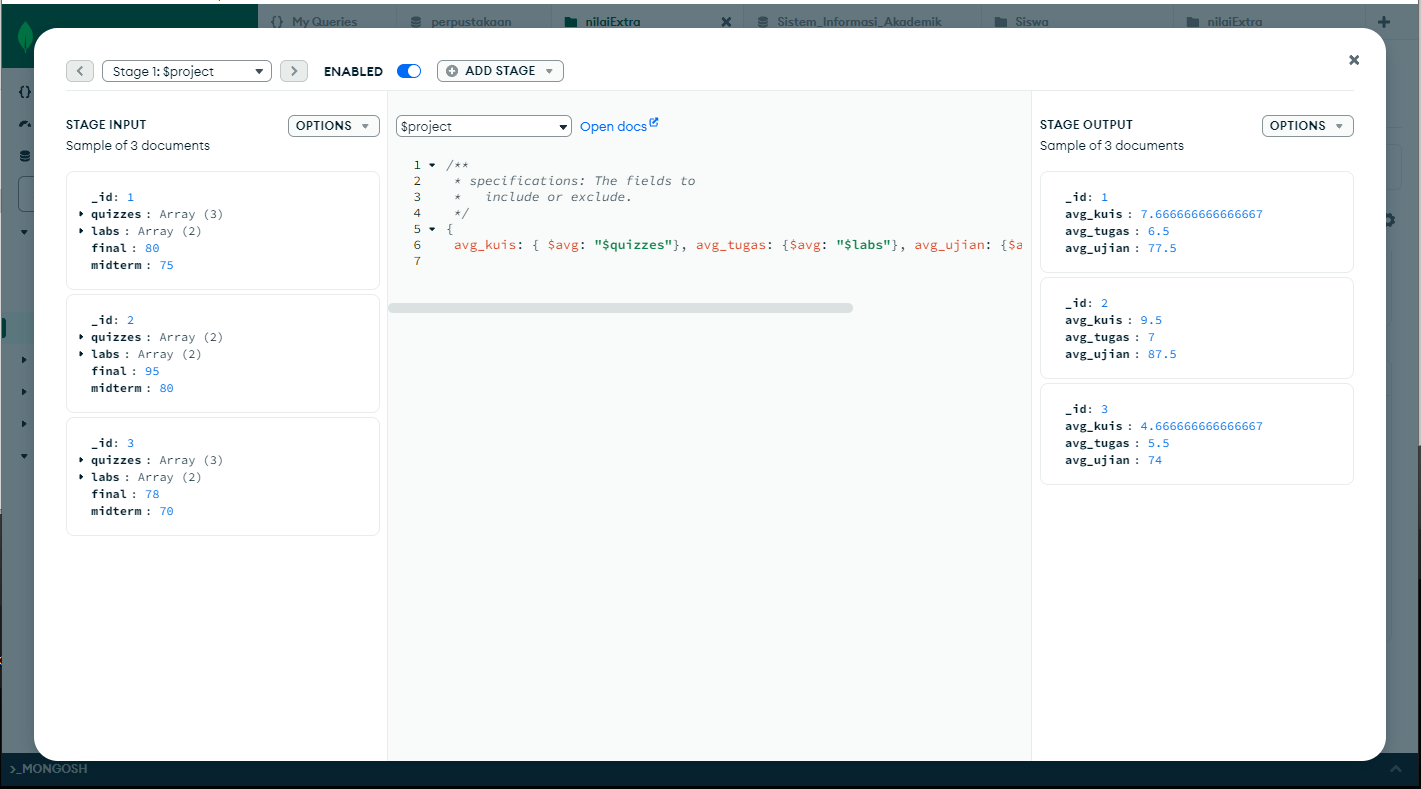 {} My Queries
perpustakaan
nilaiExtra
Sistem_Informasi_Akademik
Siswa
nilaiExtra
Stage 1: $project
ENABLED
ADD STAGE
STAGE INPUT
OPTIONS
Sample of 3 documents
_id: 1
quizzes : Array (3)
labs : Array (2)
final : 80
midterm : 75
_id: 2
quizzes : Array (2)
labs : Array (2)
final : 95
midterm : 80
_id: 3
quizzes : Array (3)
labs : Array (2)
final : 78
midterm : 70
$project
Open docs
1 /**
2 * specifications: The fields to
3 *   include or exclude.
4 */
5 {
6 avg_kuis: { $avg: "$quizzes"}, avg_tugas: {$avg: "$labs"}, avg_ujian: {$a
7
STAGE OUTPUT
OPTIONS
Sample of 3 documents
_id: 1
avg_kuis : 7.666666666666667
avg_tugas : 6.5
avg_ujian : 77.5
_id: 2
avg_kuis : 9.5
avg_tugas : 7
avg_ujian : 87.5
_id: 3
avg_kuis : 4.666666666666667
avg_tugas : 5.5
avg_ujian : 74
>_MONGOSH